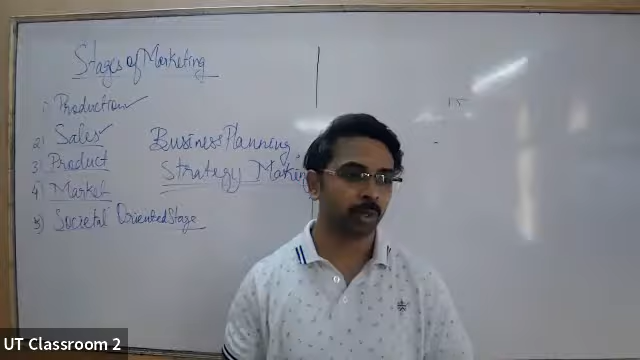 Stages of Marketing
1) Production ✓
2) Sales ✓
3) Product
4) Market
5) Societal Oriented Stage
Business Planning
Strategy Making
UT Classroom 2